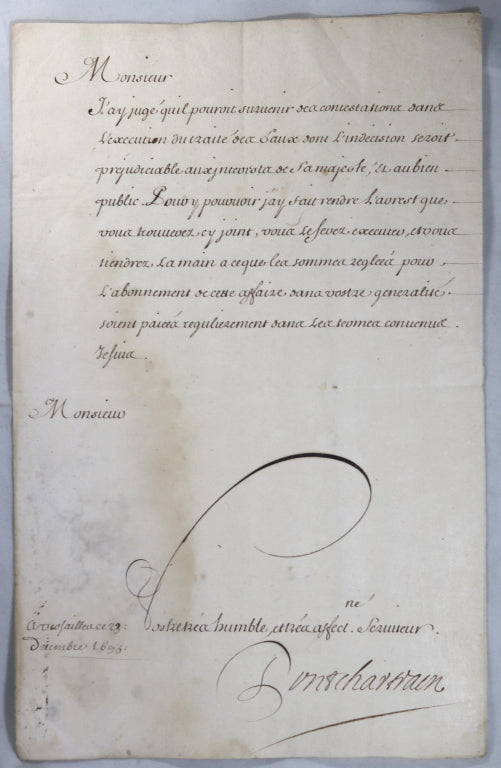 Monsieur
J'ay jugé qu'il pouroit survenir des contestations dans
L'execution du traité des Eaux dont L'indecision seroit
prejudiciable aux interests de Sa majesté, Et au bien
public. Pour y pourvoir j'ay fait rendre L'arrest que
vous trouverez cy joint, vous Le ferez executer, et vous
tiendrez La main a ce que les sommes reglées pour
L'abonnement de cette affaire dans vostre generalité
soient paiées regulierement dans Les termes convenus.
Je suis.
Monsieur
Vostre tres humble, et tres affect.né Serviteur.
A Versailles ce 23:
Decembre 1695:
Pontchartrain